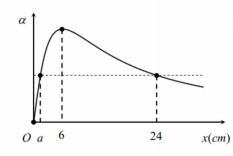 α
O a 6 24 x(cm)